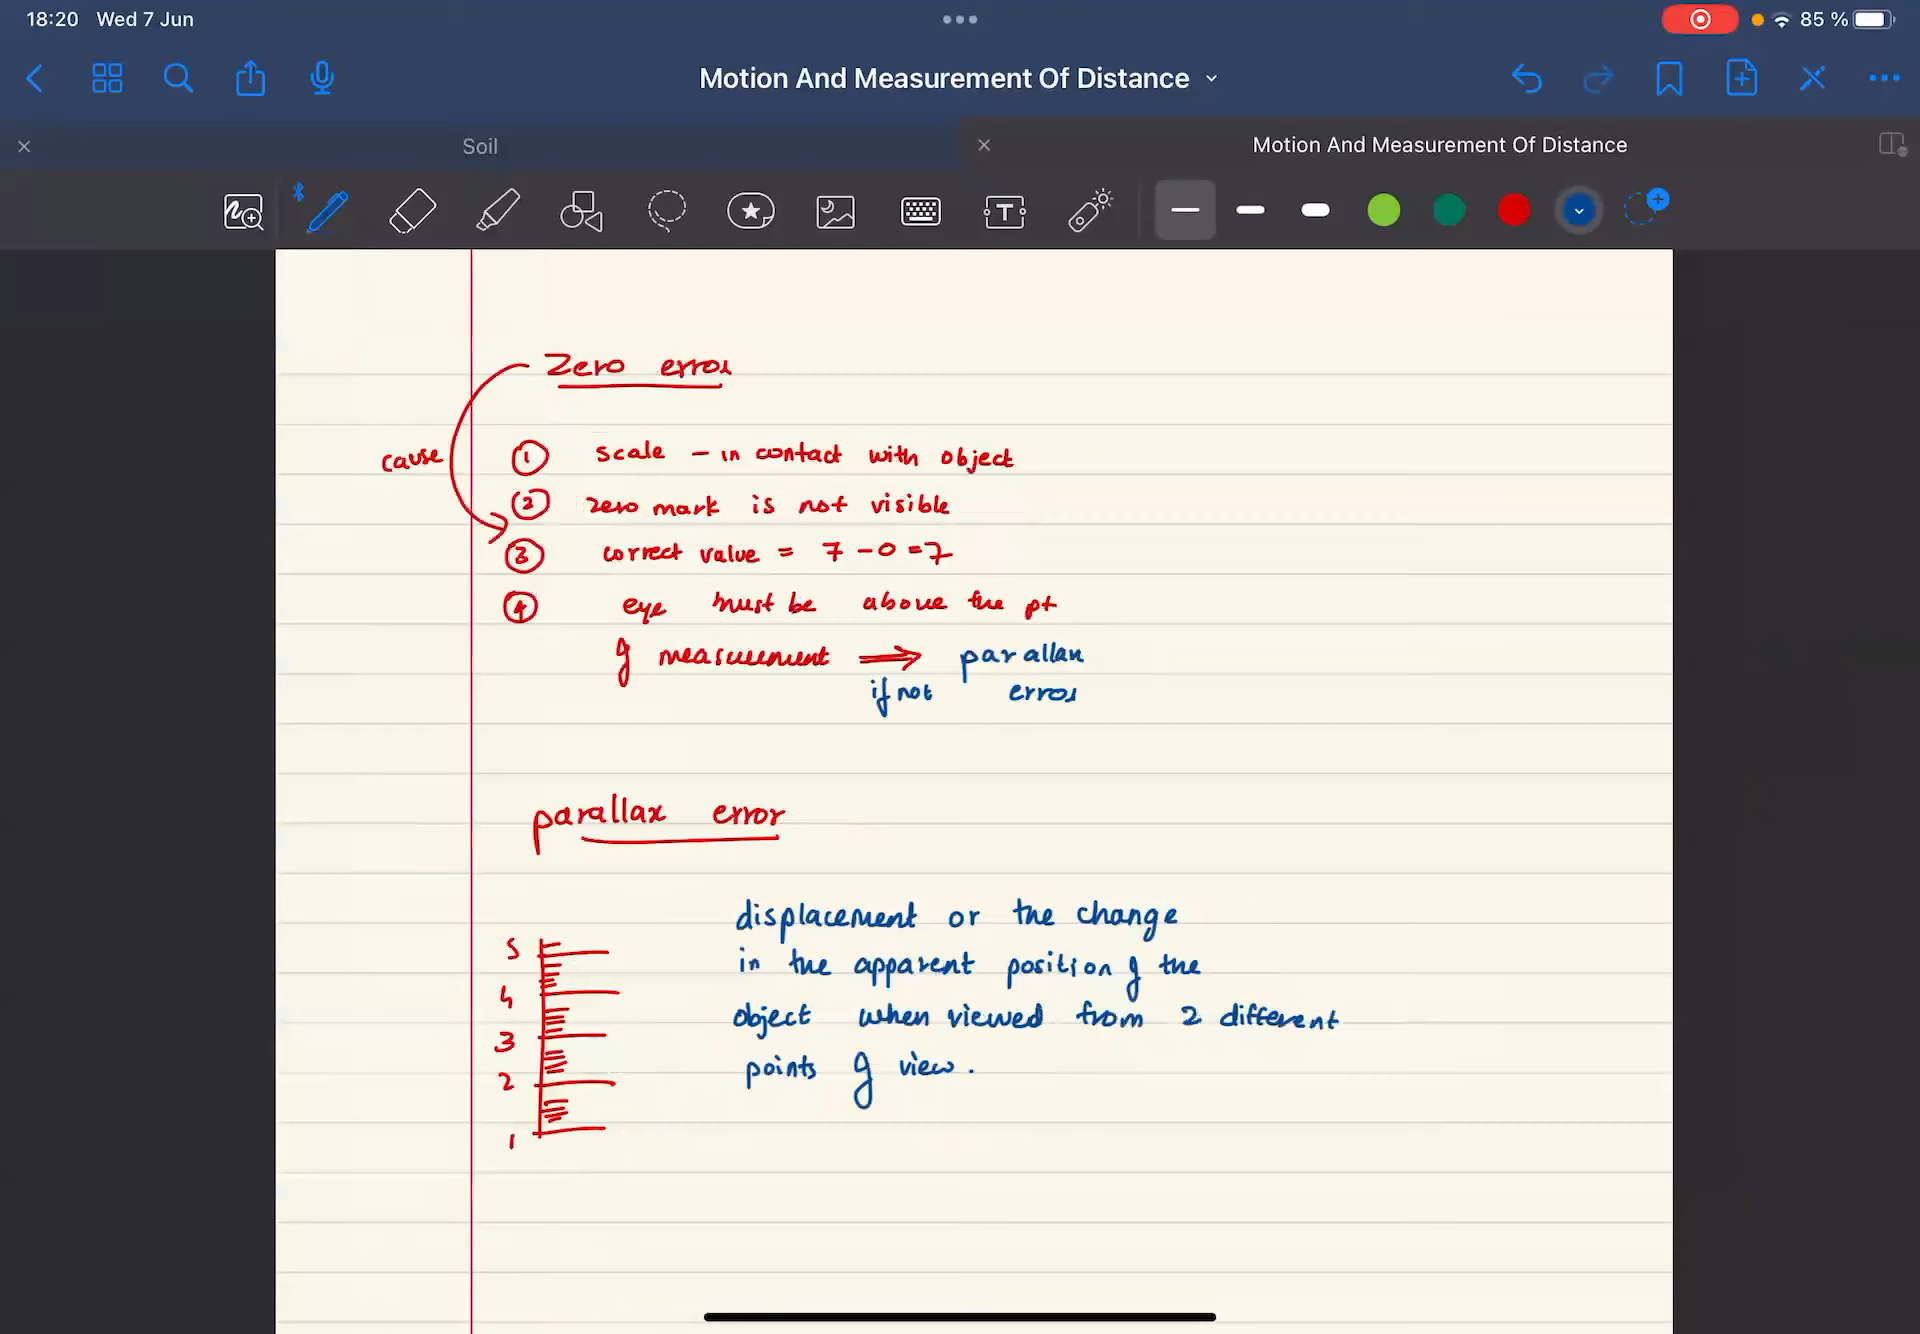 18:20 Wed 7 Jun
85 %
Motion And Measurement Of Distance
Soil
Motion And Measurement Of Distance
T
Zero error
cause
1 scale - in contact with object
2 zero mark is not visible
3 correct value = 7 - 0 = 7
4 eye must be above the pt
of measurement ⇒ parallax
if not error
parallax error
displacement or the change
in the apparent position of the
object when viewed from 2 different
points of view.
5
4
3
2
1